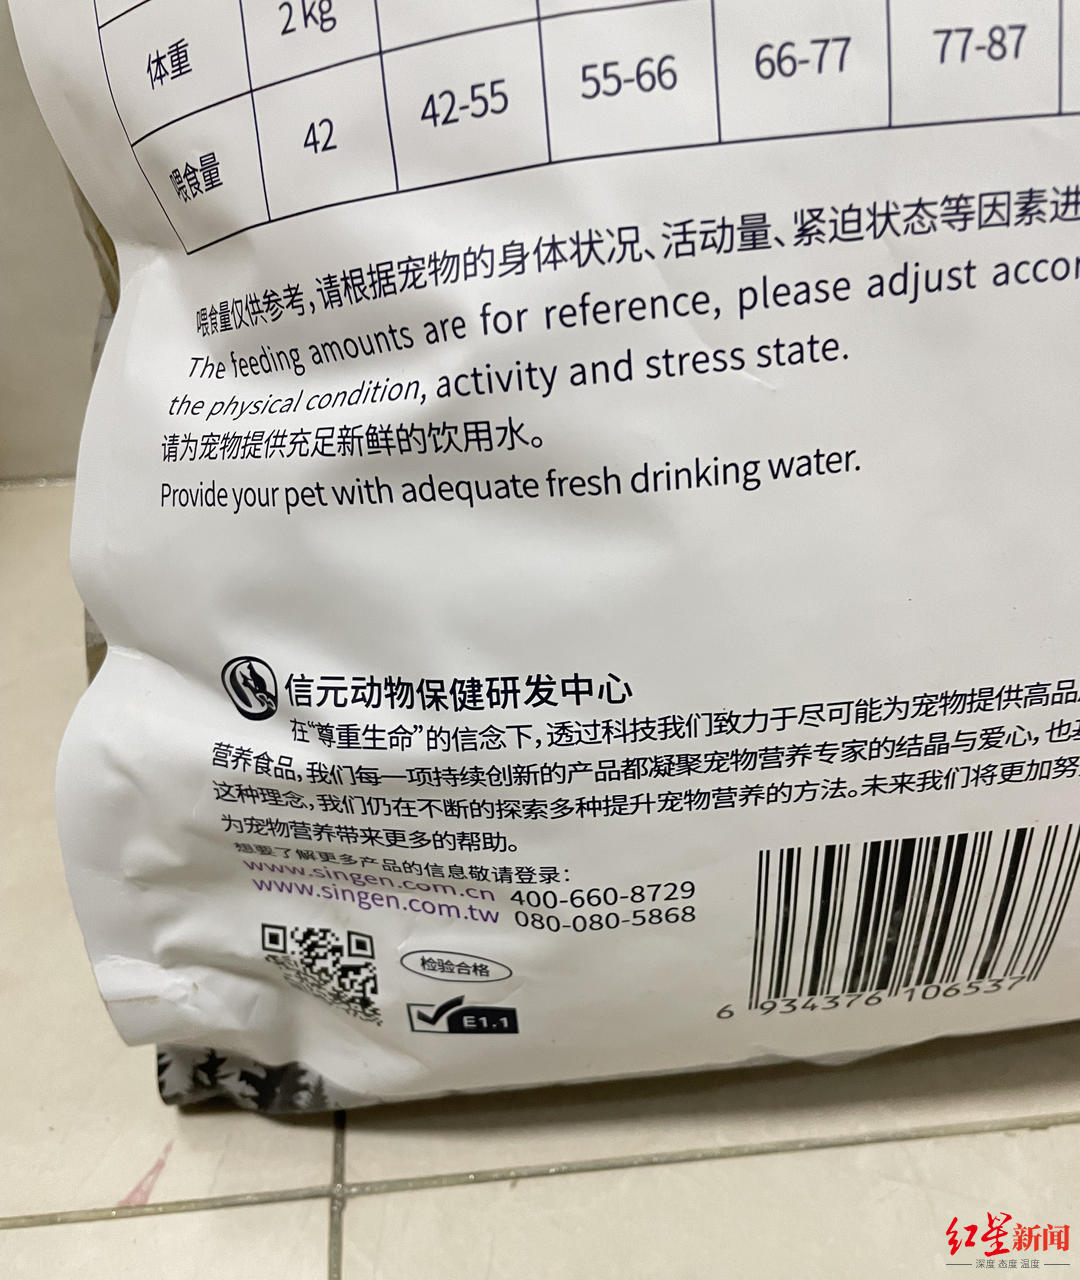 体重 2kg
喂食量 42 42-55 55-66 66-77 77-87
喂食量仅供参考,请根据宠物的身体状况、活动量、紧迫状态等因素进
The feeding amounts are for reference, please adjust accor
the physical condition, activity and stress state.
请为宠物提供充足新鲜的饮用水。
Provide your pet with adequate fresh drinking water.
信元动物保健研发中心
在“尊重生命”的信念下,透过科技我们致力于尽可能为宠物提供高品
营养食品,我们每一项持续创新的产品都凝聚宠物营养专家的结晶与爱心,也
这种理念,我们仍在不断的探索多种提升宠物营养的方法。未来我们将更加努
为宠物营养带来更多的帮助。
想要了解更多产品的信息敬请登录:
www.singen.com.cn 400-660-8729
www.singen.com.tw 080-080-5868
检验合格
E1.1
6 934376 106537
红星新闻
深度 态度 温度